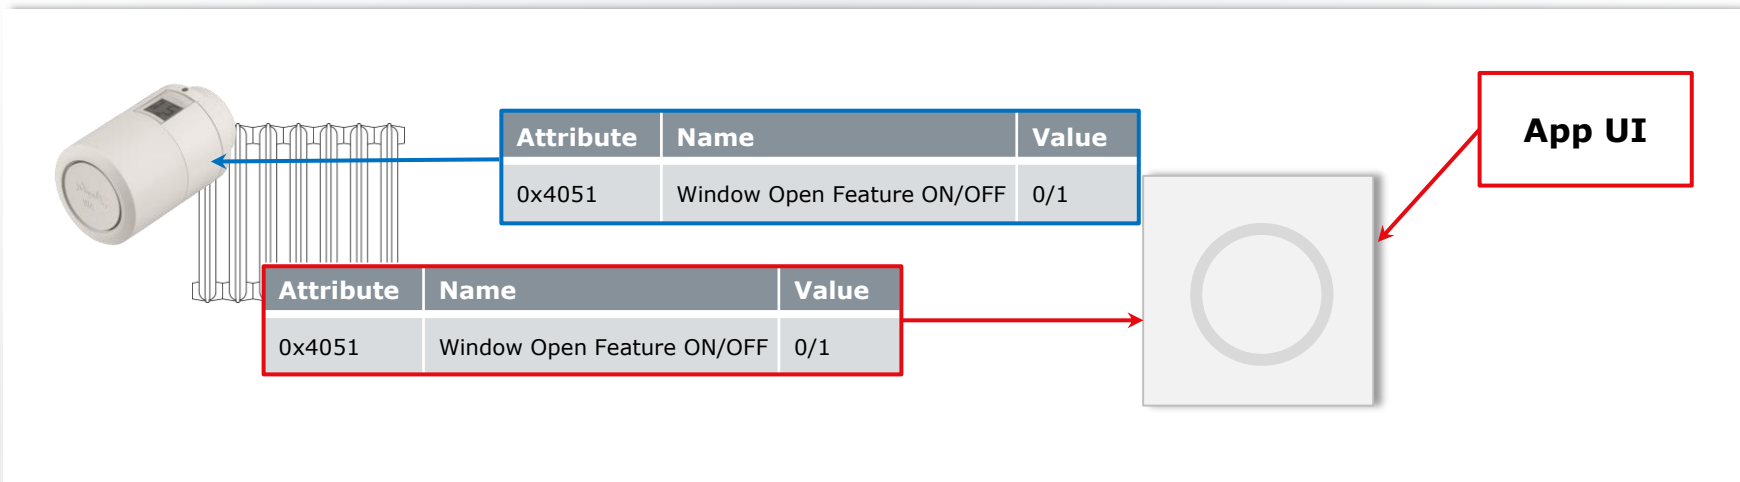 App UI
Attribute Name Value
0x4051 Window Open Feature ON/OFF 0/1
Attribute Name Value
0x4051 Window Open Feature ON/OFF 0/1